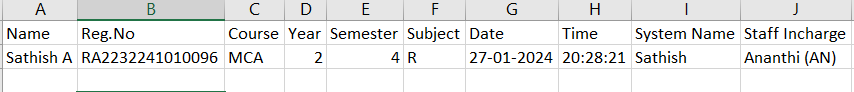 A B C D E F G H I J
Name Reg.No Course Year Semester Subject Date Time System Name Staff Incharge
Sathish A RA2232241010096 MCA 2 4 R 27-01-2024 20:28:21 Sathish Ananthi (AN)